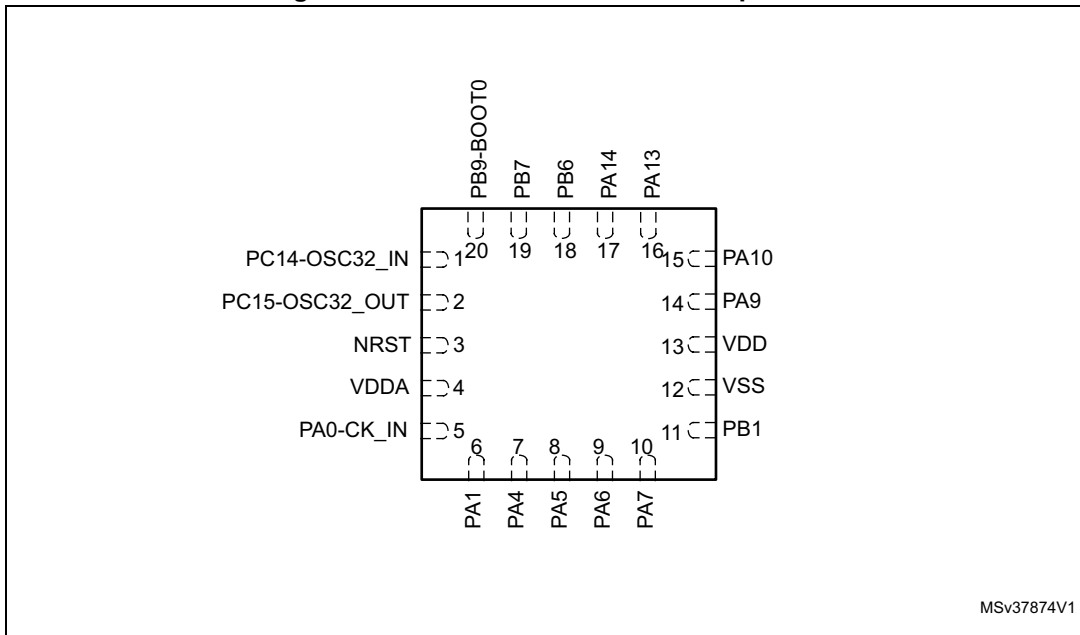 PB9-BOOT0
PB7
PB6
PA14
PA13
20
19
18
17
16
PC14-OSC32_IN 1
15 PA10
PC15-OSC32_OUT 2
14 PA9
NRST 3
13 VDD
VDDA 4
12 VSS
PA0-CK_IN 5
11 PB1
6
7
8
9
10
PA1
PA4
PA5
PA6
PA7
MSv37874V1